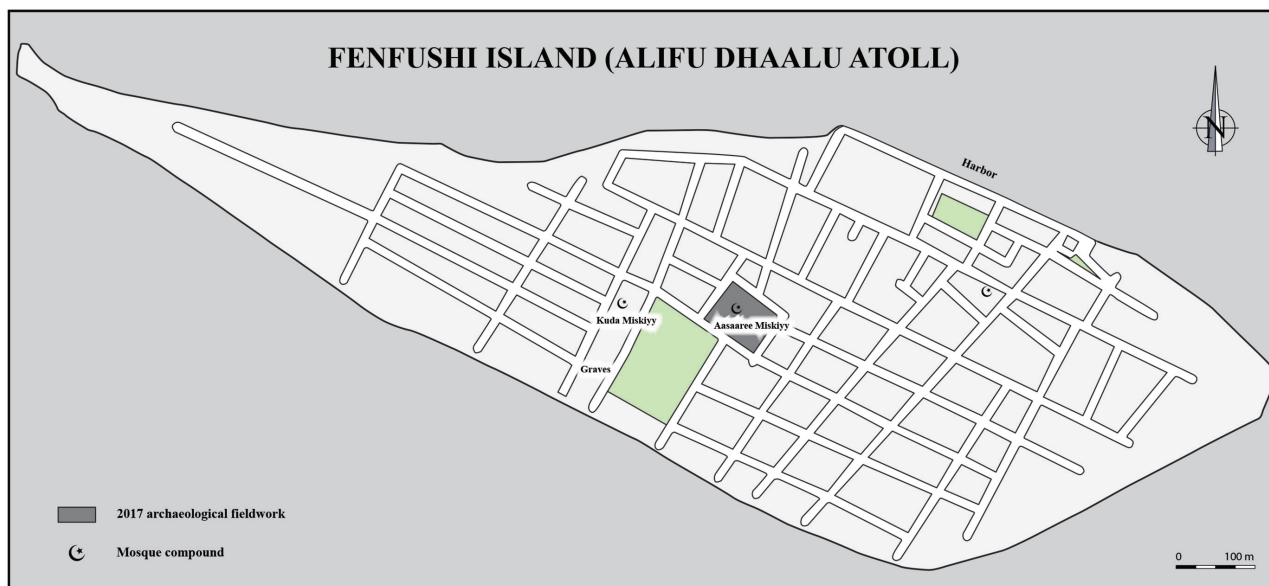 FENFUSHI ISLAND (ALIFU DHAALU ATOLL)
N
Harbor
Kuda Miskiyy
Aasaaree Miskiyy
Graves
2017 archaeological fieldwork
Mosque compound
0 100 m